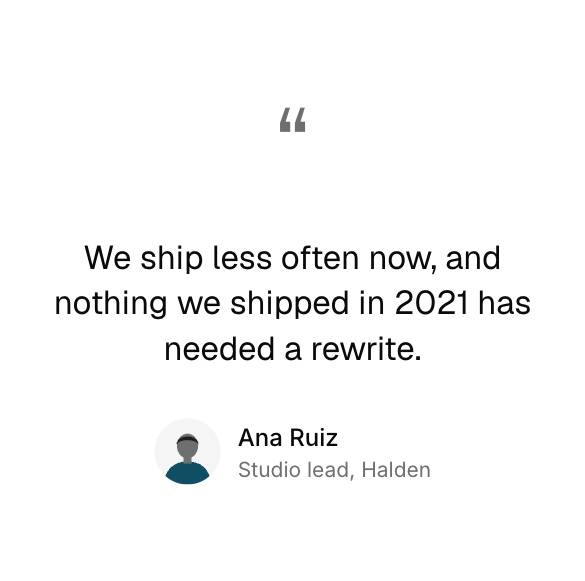 “
We ship less often now, and
nothing we shipped in 2021 has
needed a rewrite.
Ana Ruiz
Studio lead, Halden